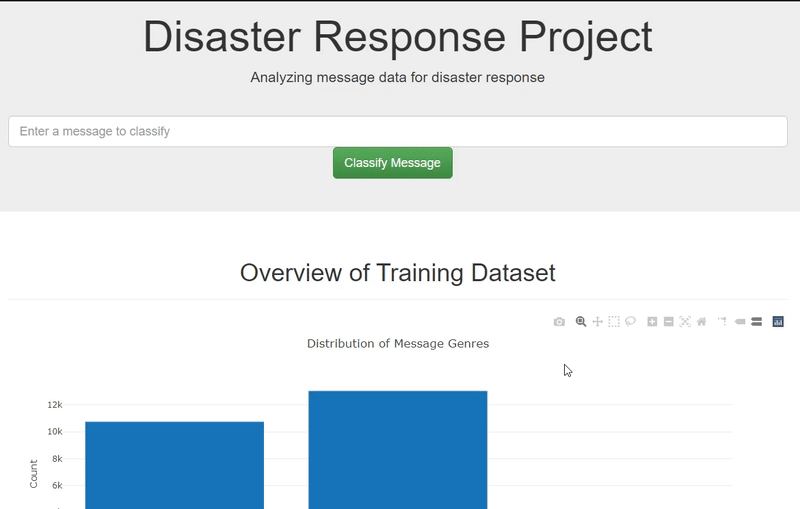 Disaster Response Project
Analyzing message data for disaster response
Enter a message to classify
Classify Message
Overview of Training Dataset
Distribution of Message Genres
12k
10k
8k
6k
Count